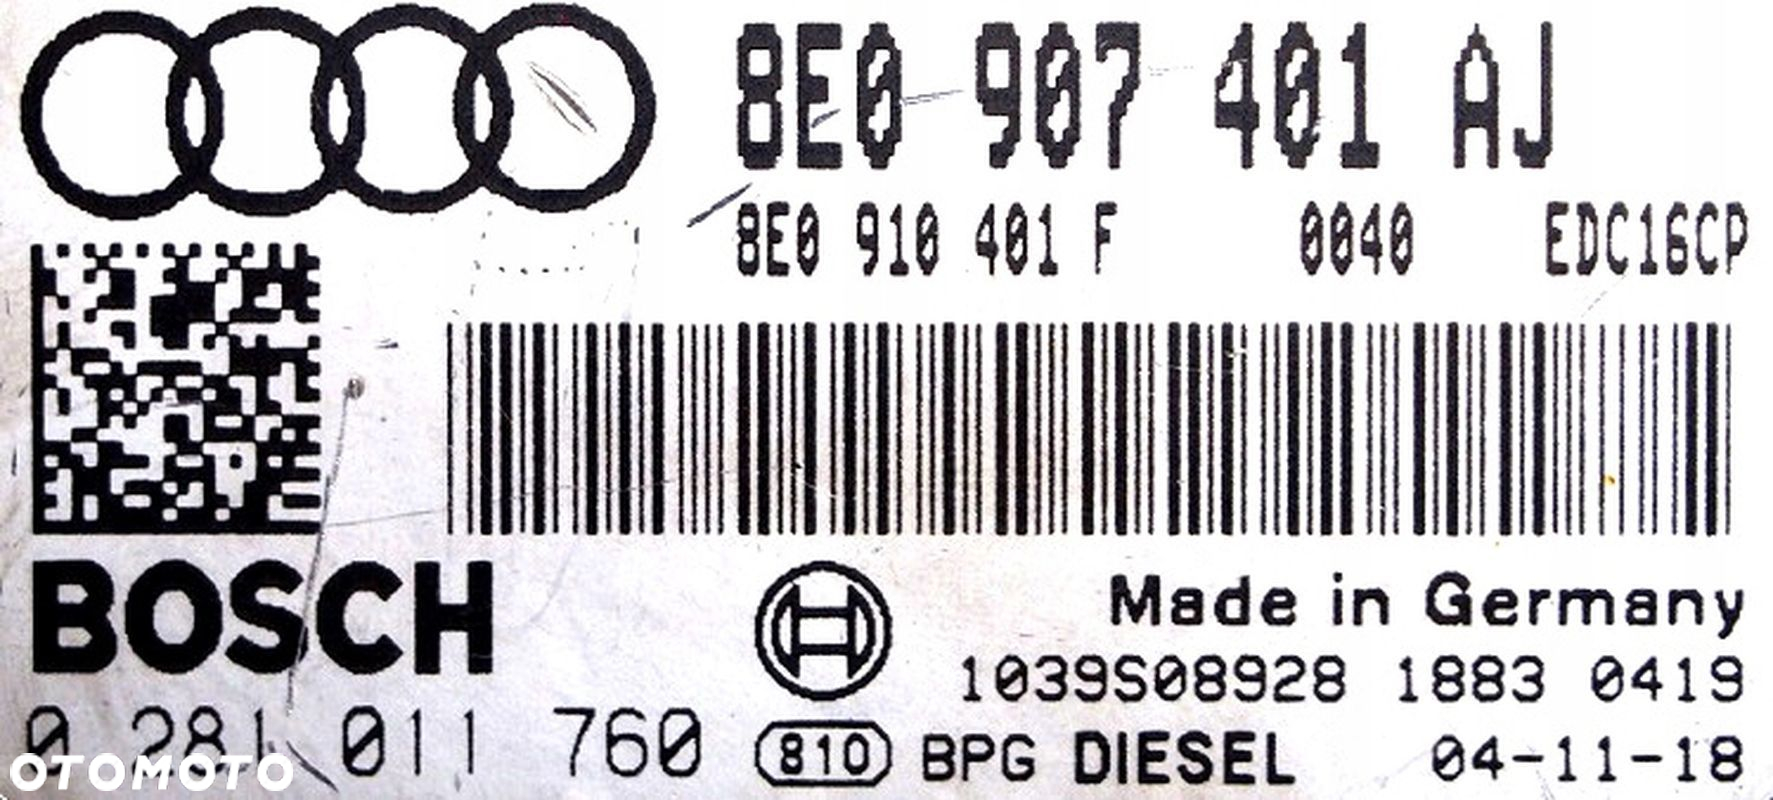 8E0 907 401 AJ
8E0 910 401 F 0040 EDC16CP
BOSCH
Made in Germany
1039S08928 1883 0419
0 281 011 760
810 BPG DIESEL 04-11-18
OTOMOTO